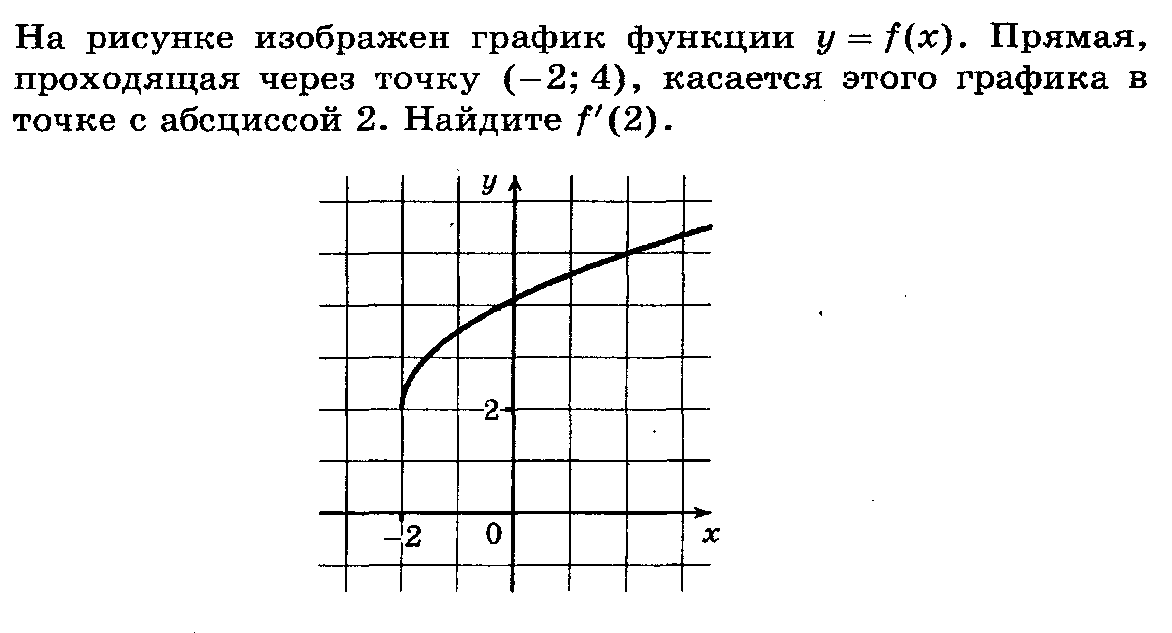 На рисунке изображен график функции y = f(x). Прямая,
проходящая через точку (−2; 4), касается этого графика в
точке с абсциссой 2. Найдите f′(2).
y
2
−2
0
x